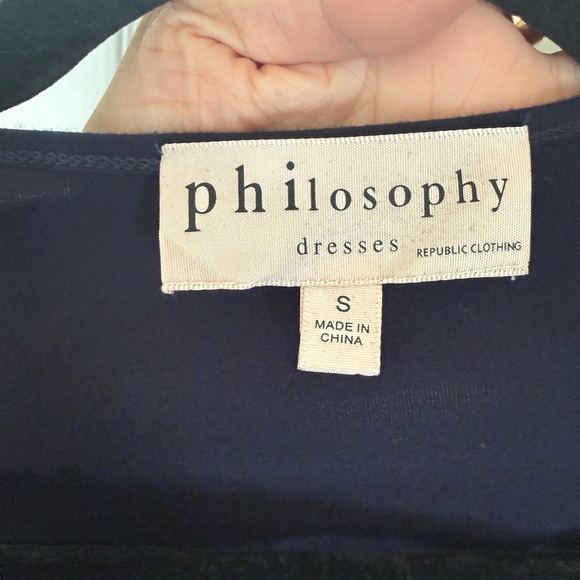 philosophy
dresses REPUBLIC CLOTHING
S
MADE IN
CHINA